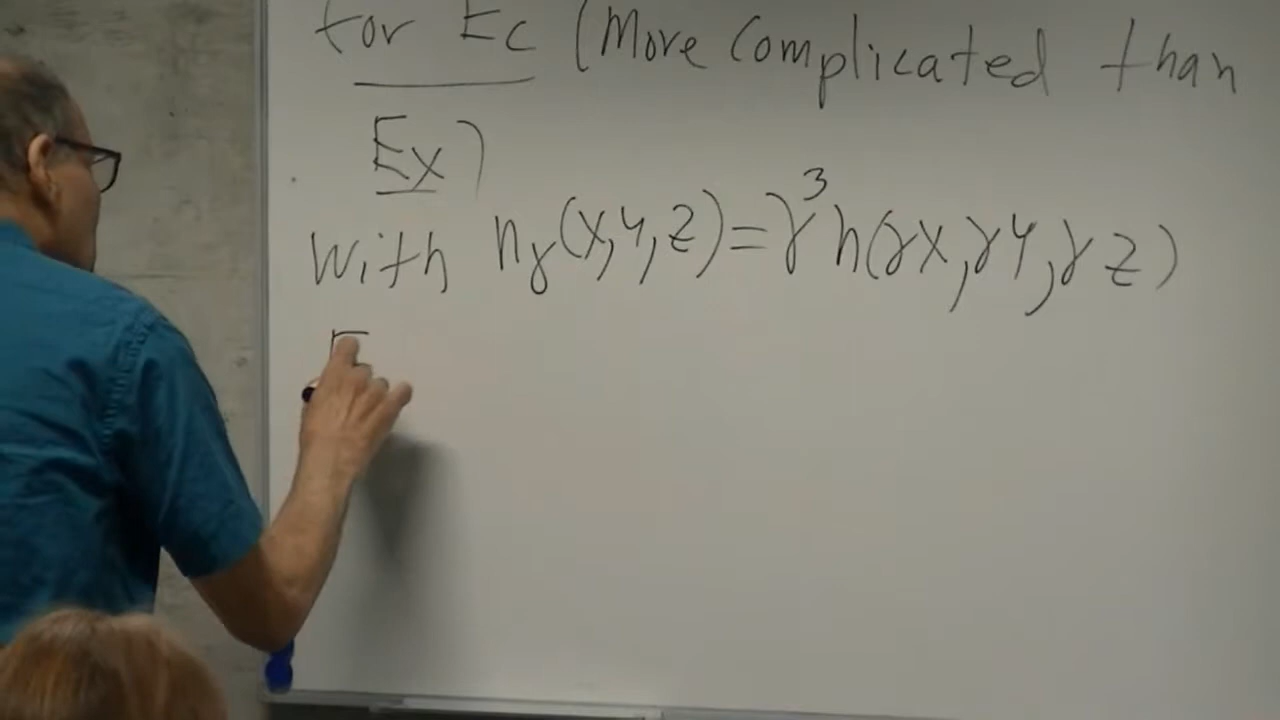 for Ec (More Complicated than
Ex)
With nγ(x,y,z)=γ³n(γx,γy,γz)